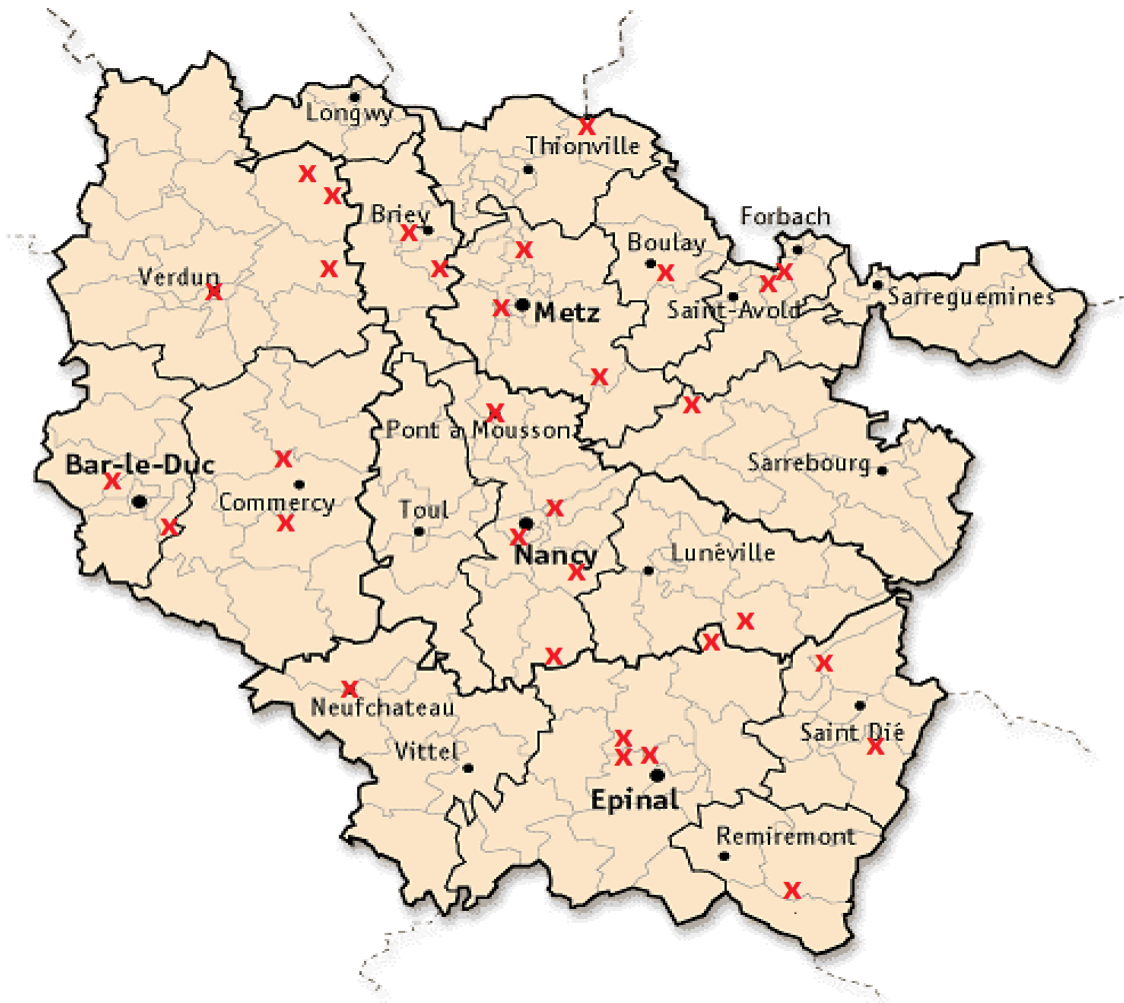 Longwy
X
Thionville
X
X
Briey
X
Forbach
Boulay
X
X
X
X
X
Verdun
X
X
X
X
Sarreguemines
Saint-Avold
X
Metz
X
X
X
Pont à Mousson
X
Bar-le-Duc
X
Sarrebourg
Commercy
X
Toul
X
X
X
Nancy
Lunéville
X
X
X
X
X
X
Neufchateau
Saint Dié
X
Vittel
X
X
X
Epinal
Remiremont
X